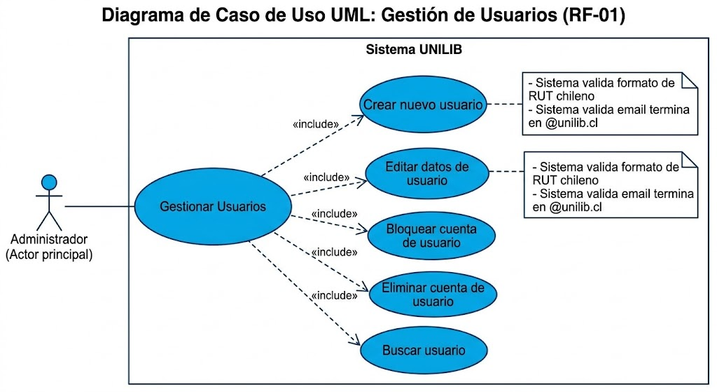 Diagrama de Caso de Uso UML: Gestión de Usuarios (RF-01)
Sistema UNILIB
Crear nuevo usuario
- Sistema valida formato de
RUT chileno
- Sistema valida email termina
en @unilib.cl
«include»
Editar datos de
usuario
- Sistema valida formato de
RUT chileno
- Sistema valida email termina
en @unilib.cl
«include»
Gestionar Usuarios
Administrador
(Actor principal)
«include»
Bloquear cuenta
de usuario
«include»
Eliminar cuenta de
usuario
«include»
Buscar usuario